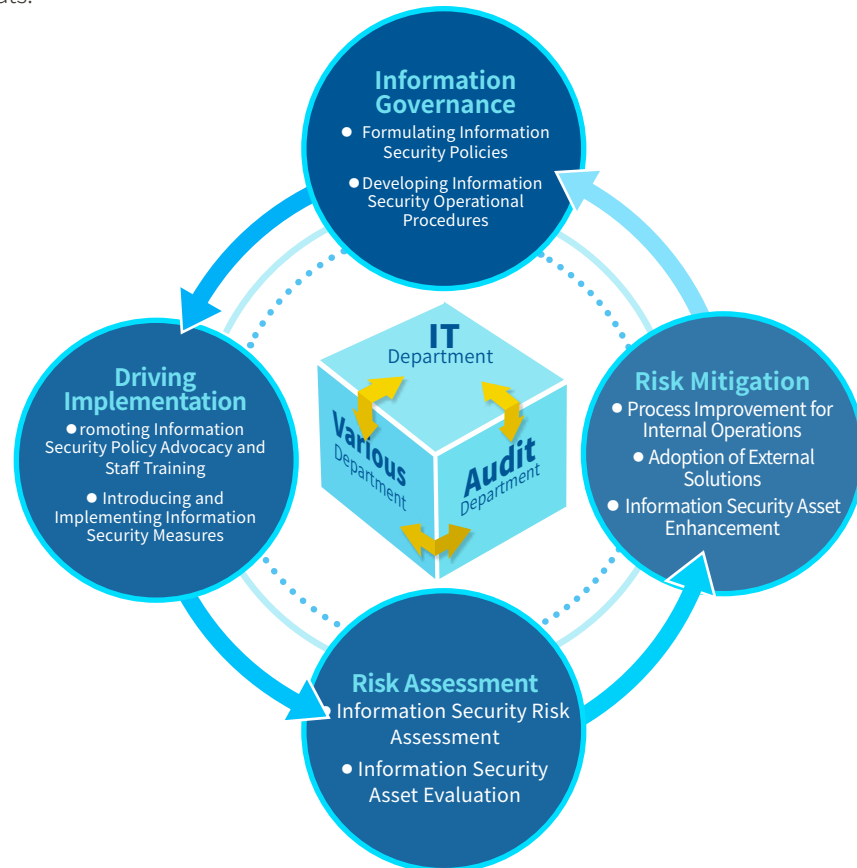 Information
Governance
● Formulating Information
Security Policies
● Developing Information
Security Operational
Procedures
IT
Department
Various
Department
Audit
Department
Driving
Implementation
● romoting Information
Security Policy Advocacy and
Staff Training
● Introducing and
Implementing Information
Security Measures
Risk Mitigation
● Process Improvement for
Internal Operations
● Adoption of External
Solutions
● Information Security Asset
Enhancement
Risk Assessment
● Information Security Risk
Assessment
● Information Security
Asset Evaluation